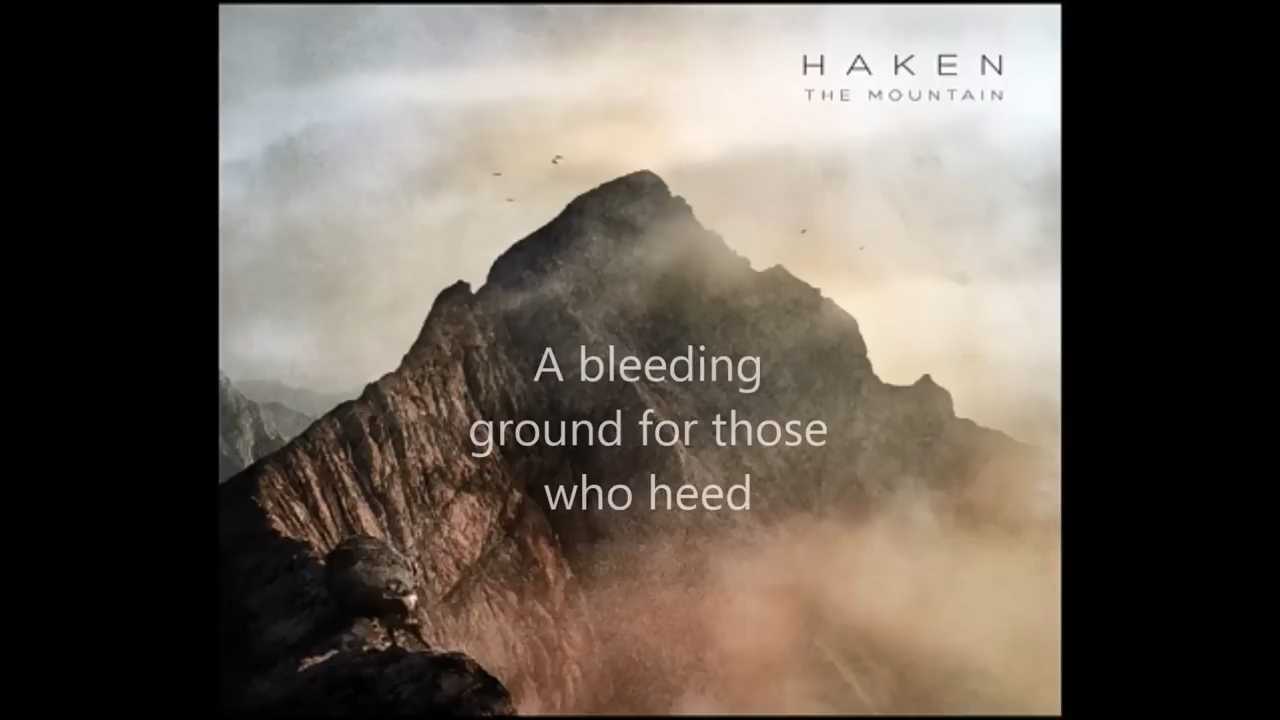 HAKEN
THE MOUNTAIN
A bleeding
ground for those
who heed